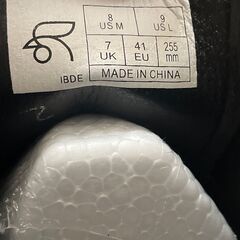 8 9
US M US L
7 41 255
UK EU mm
IBDE
MADE IN CHINA